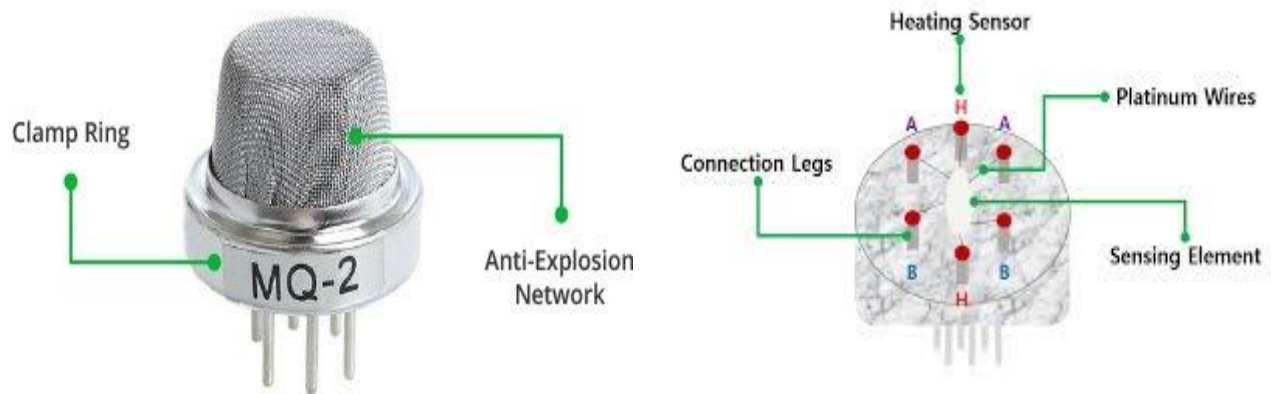 Clamp Ring
MQ-2
Anti-Explosion
Network
Heating Sensor
Platinum Wires
H
A
A
Connection Legs
Sensing Element
B
B
H